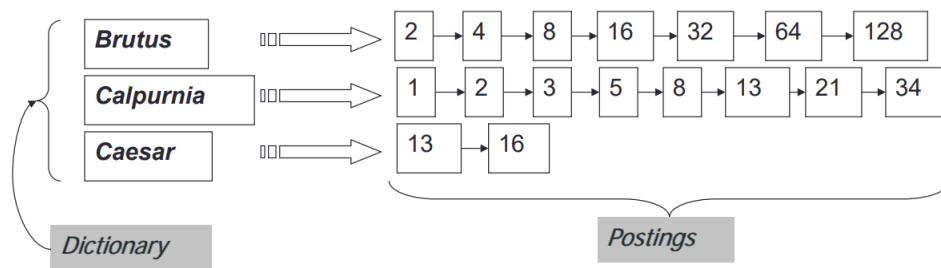 Brutus 2 4 8 16 32 64 128
Calpurnia 1 2 3 5 8 13 21 34
Caesar 13 16
Dictionary Postings